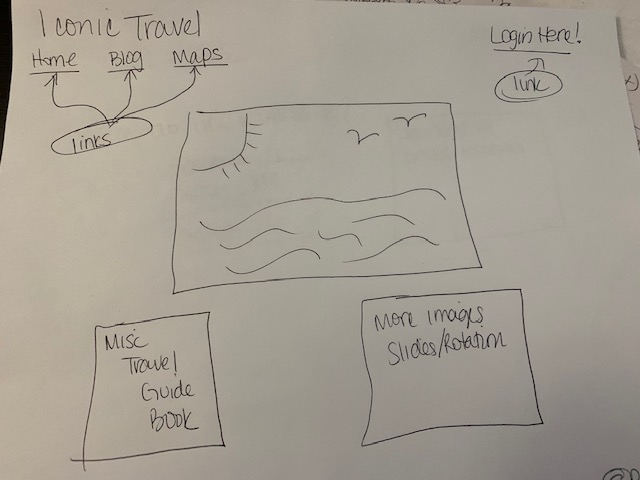 Iconic Travel
Home Blog Maps
links
Login Here!
link
Misc
Travel
Guide
Book
More images
Slides/Rotation